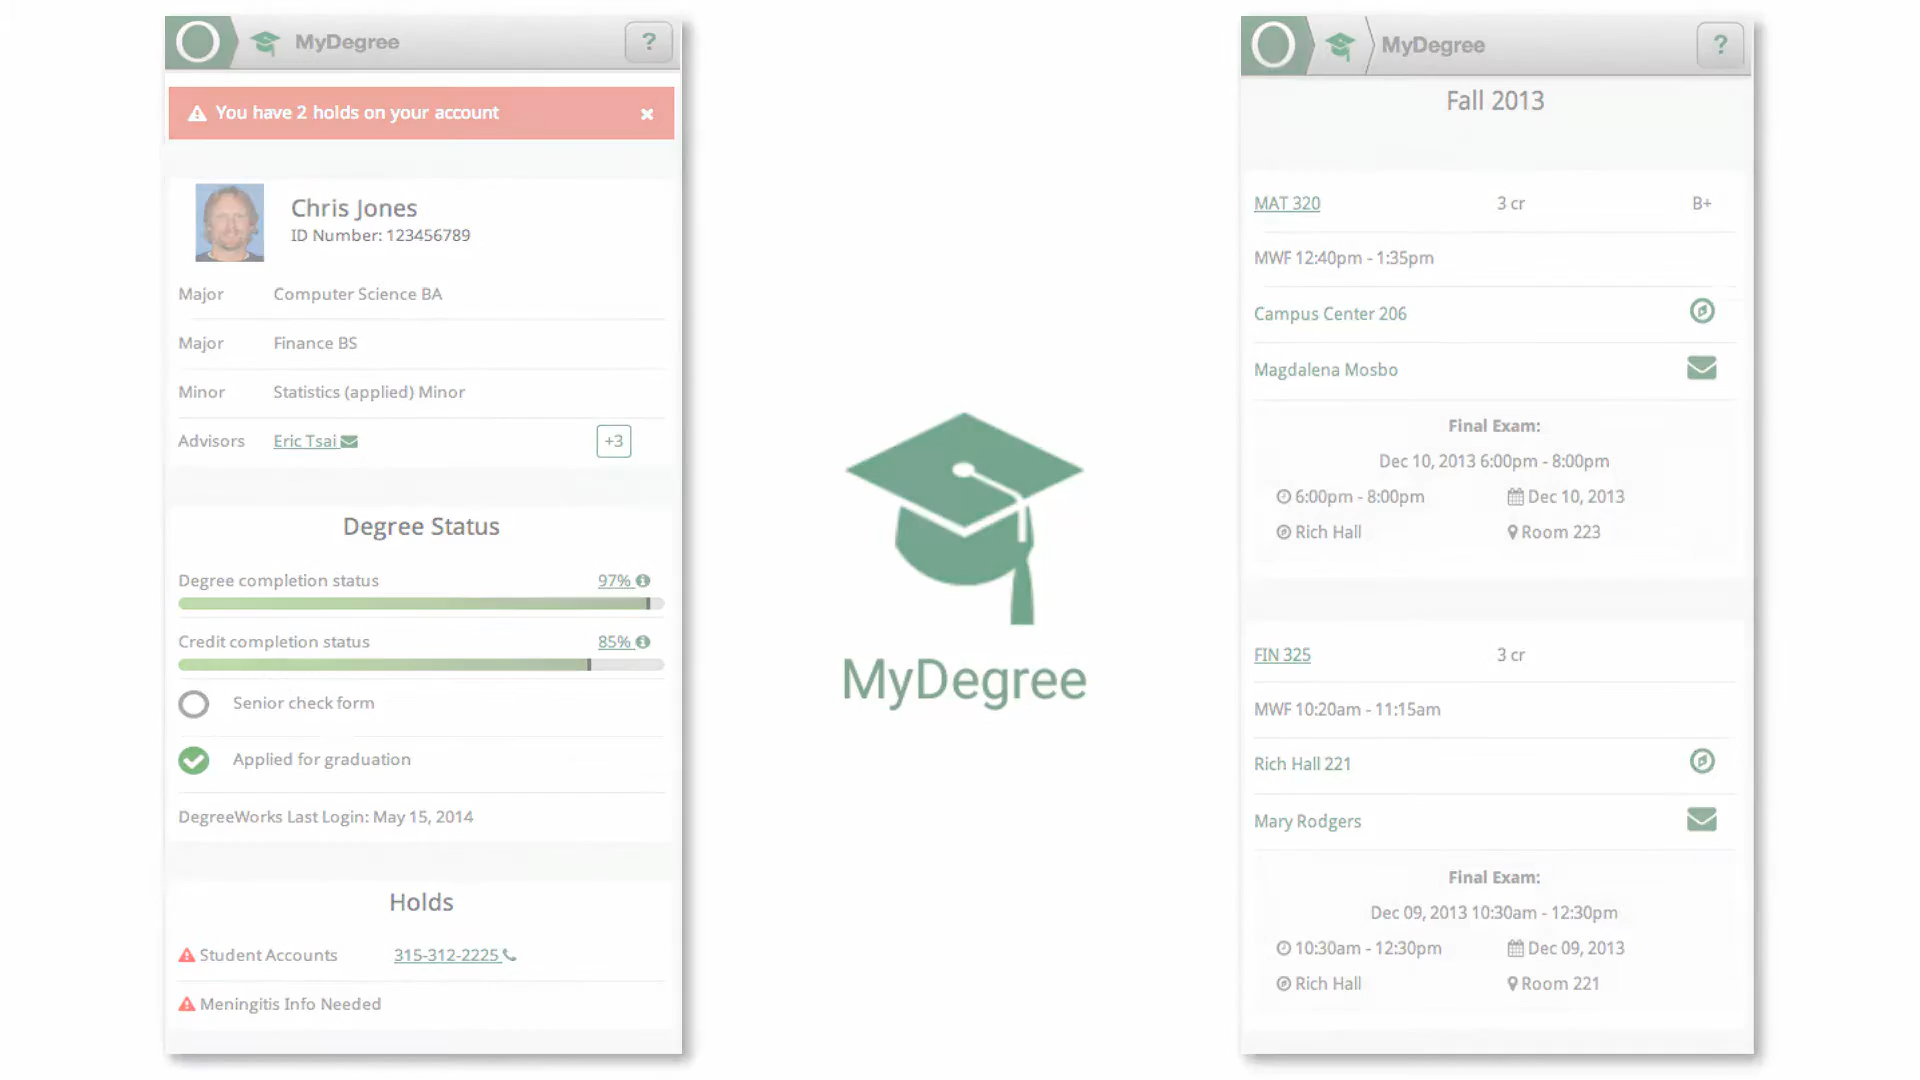 MyDegree
?
You have 2 holds on your account
×
Chris Jones
ID Number: 123456789
Major Computer Science BA
Major Finance BS
Minor Statistics (applied) Minor
Advisors Eric Tsai +3
Degree Status
Degree completion status 97%
Credit completion status 85%
Senior check form
Applied for graduation
DegreeWorks Last Login: May 15, 2014
Holds
Student Accounts 315-312-2225
Meningitis Info Needed
MyDegree
MyDegree
?
Fall 2013
MAT 320 3 cr B+
MWF 12:40pm - 1:35pm
Campus Center 206
Magdalena Mosbo
Final Exam:
Dec 10, 2013 6:00pm - 8:00pm
6:00pm - 8:00pm Dec 10, 2013
Rich Hall Room 223
FIN 325 3 cr
MWF 10:20am - 11:15am
Rich Hall 221
Mary Rodgers
Final Exam:
Dec 09, 2013 10:30am - 12:30pm
10:30am - 12:30pm Dec 09, 2013
Rich Hall Room 221